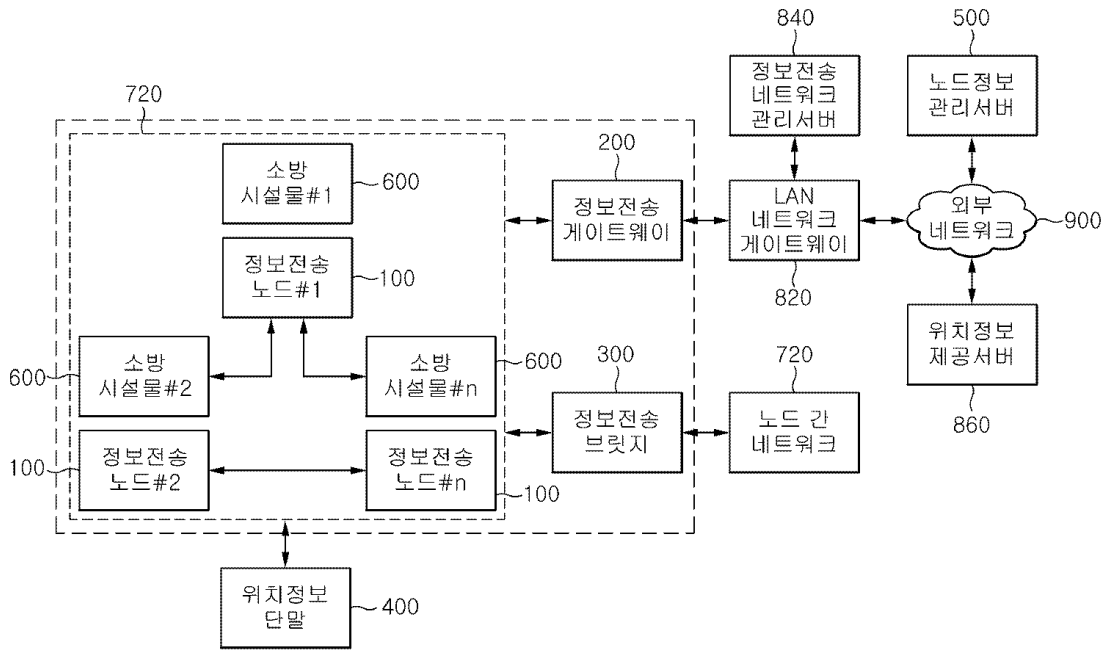 840
500
정보전송
네트워크
관리서버
노드정보
관리서버
720
200
소방
시설물#1
600
정보전송
게이트웨이
LAN
네트워크
게이트웨이
외부
네트워크
900
정보전송
노드#1
100
820
소방
시설물#2
600
소방
시설물#n
600
300
720
위치정보
제공서버
860
정보전송
브릿지
노드 간
네트워크
정보전송
노드#2
100
정보전송
노드#n
100
위치정보
단말
400